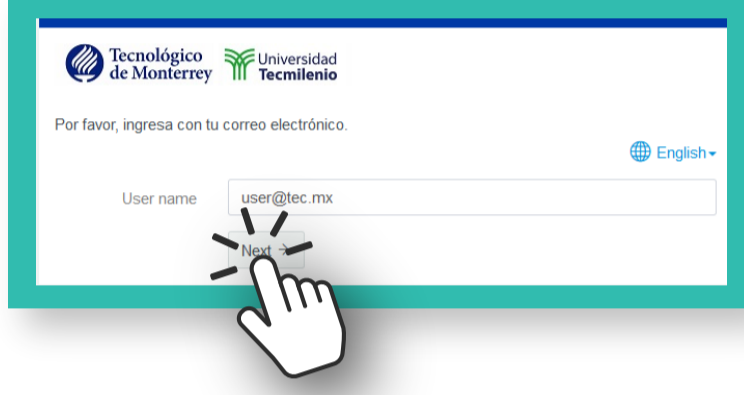 Tecnológico
de Monterrey
Universidad
Tecmilenio
Por favor, ingresa con tu correo electrónico.
English
User name
user@tec.mx
Next →